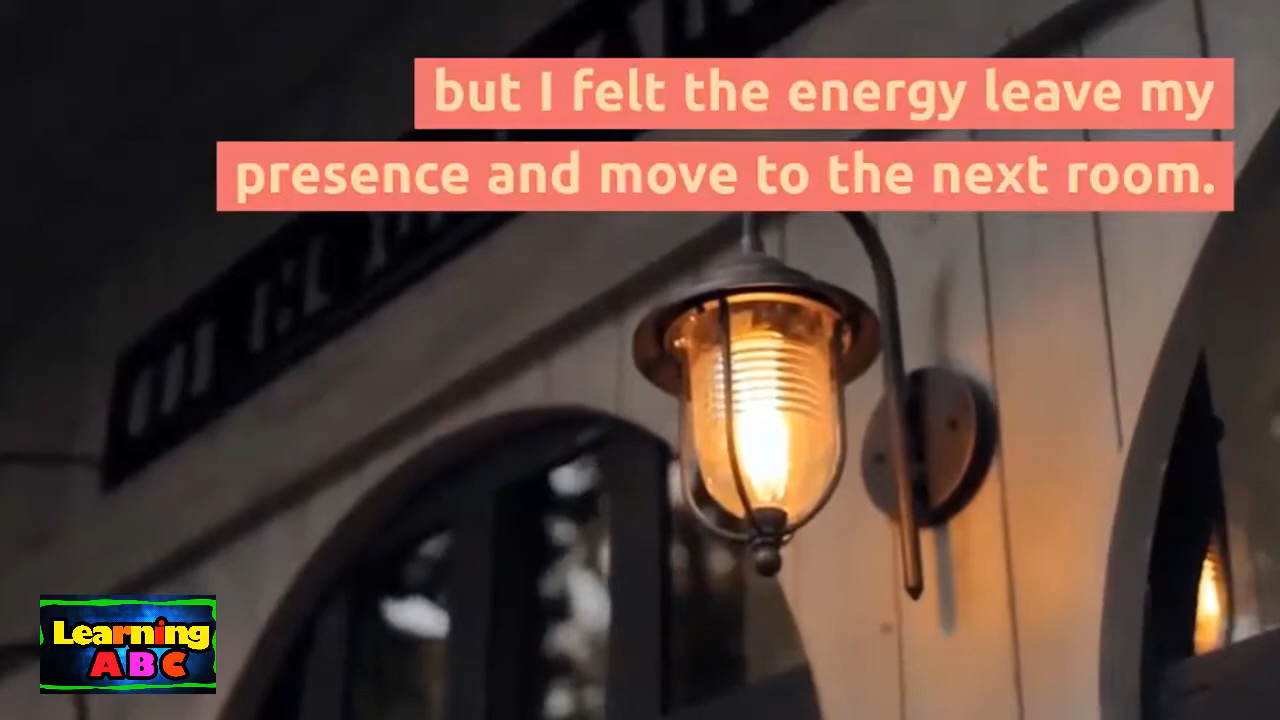 but I felt the energy leave my
presence and move to the next room.
Learning
ABC